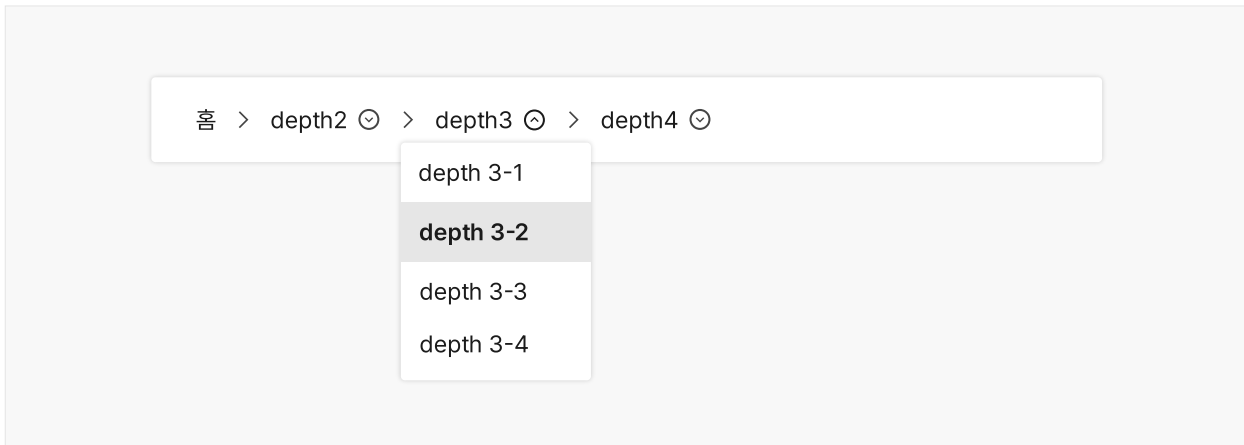 홈 depth2 depth3 depth4
depth 3-1
depth 3-2
depth 3-3
depth 3-4